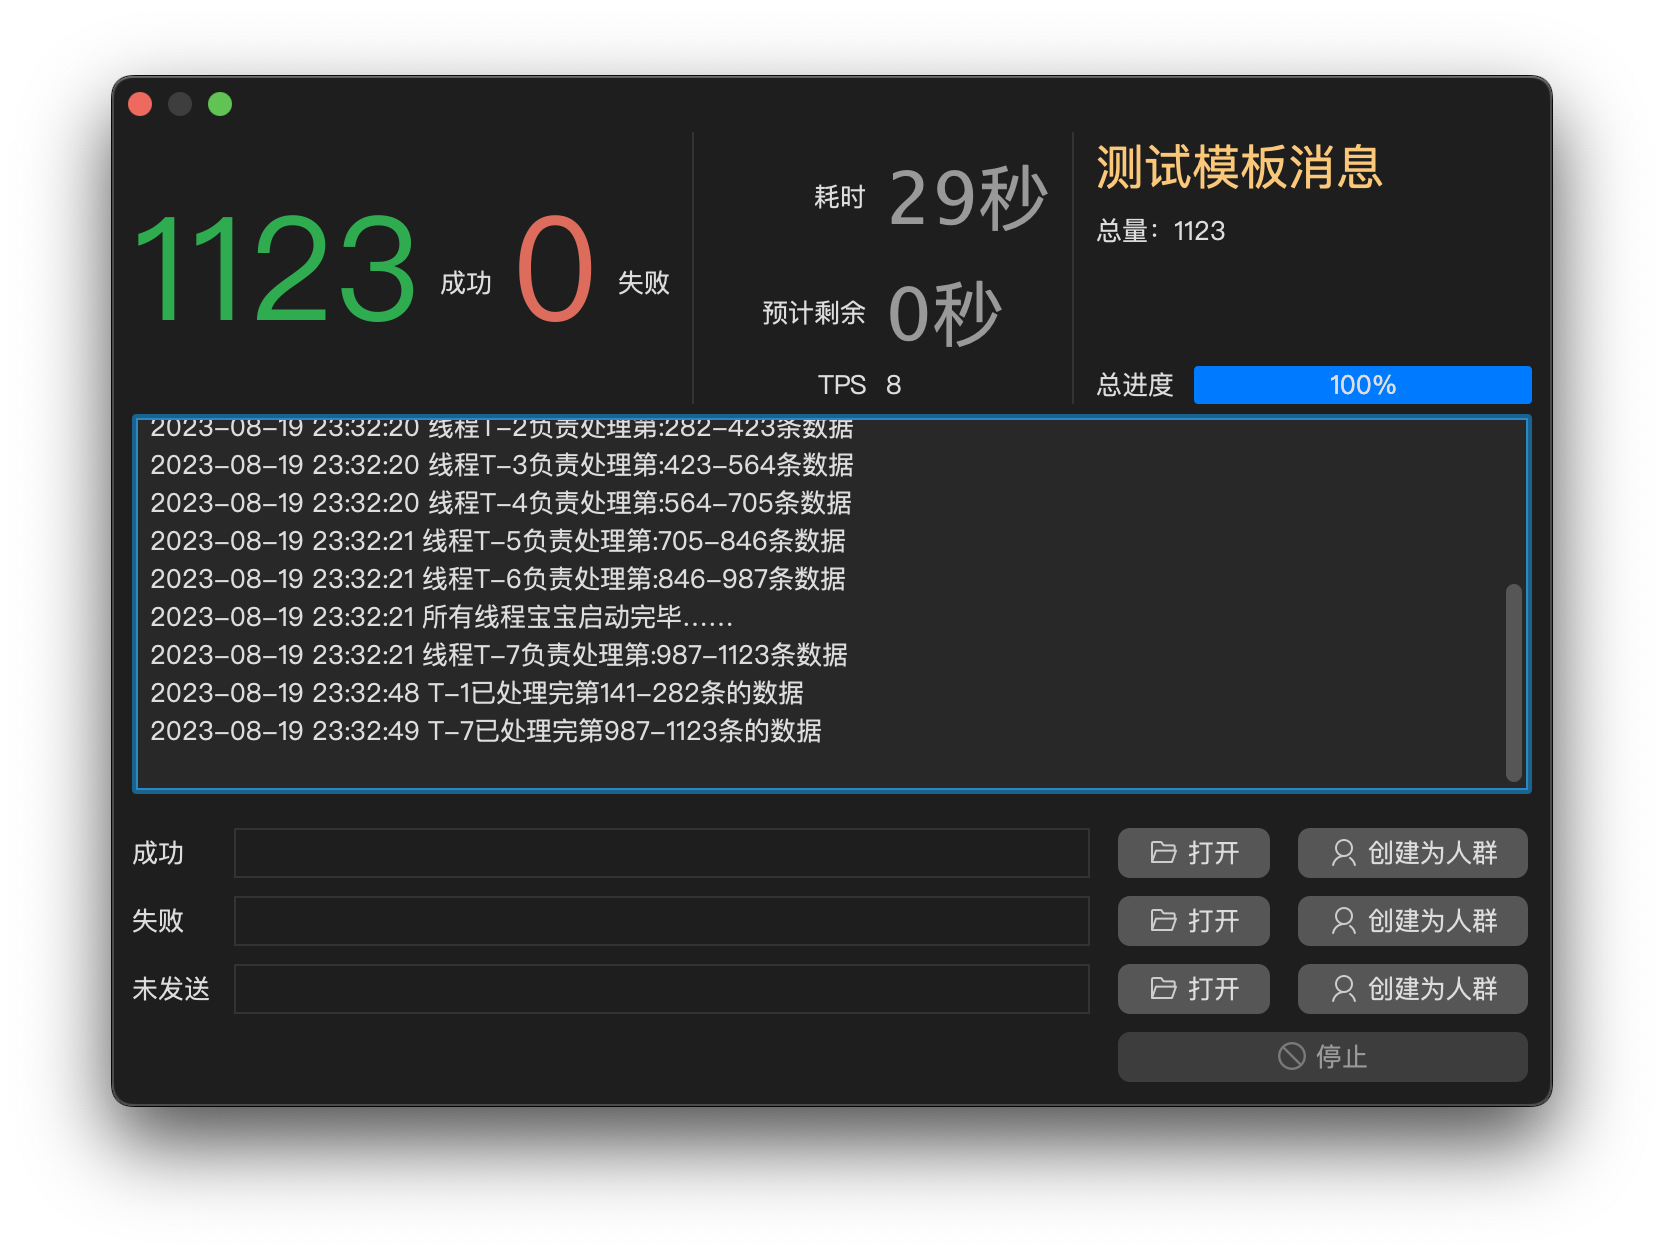 1123 成功 0 失败
耗时 29秒
预计剩余 0秒
TPS 8
测试模板消息
总量：1123
总进度 100%
2023-08-19 23:32:20 线程T-2负责处理第:282-423条数据
2023-08-19 23:32:20 线程T-3负责处理第:423-564条数据
2023-08-19 23:32:20 线程T-4负责处理第:564-705条数据
2023-08-19 23:32:21 线程T-5负责处理第:705-846条数据
2023-08-19 23:32:21 线程T-6负责处理第:846-987条数据
2023-08-19 23:32:21 所有线程宝宝启动完毕……
2023-08-19 23:32:21 线程T-7负责处理第:987-1123条数据
2023-08-19 23:32:48 T-1已处理完第141-282条的数据
2023-08-19 23:32:49 T-7已处理完第987-1123条的数据
成功 打开 创建为人群
失败 打开 创建为人群
未发送 打开 创建为人群
停止